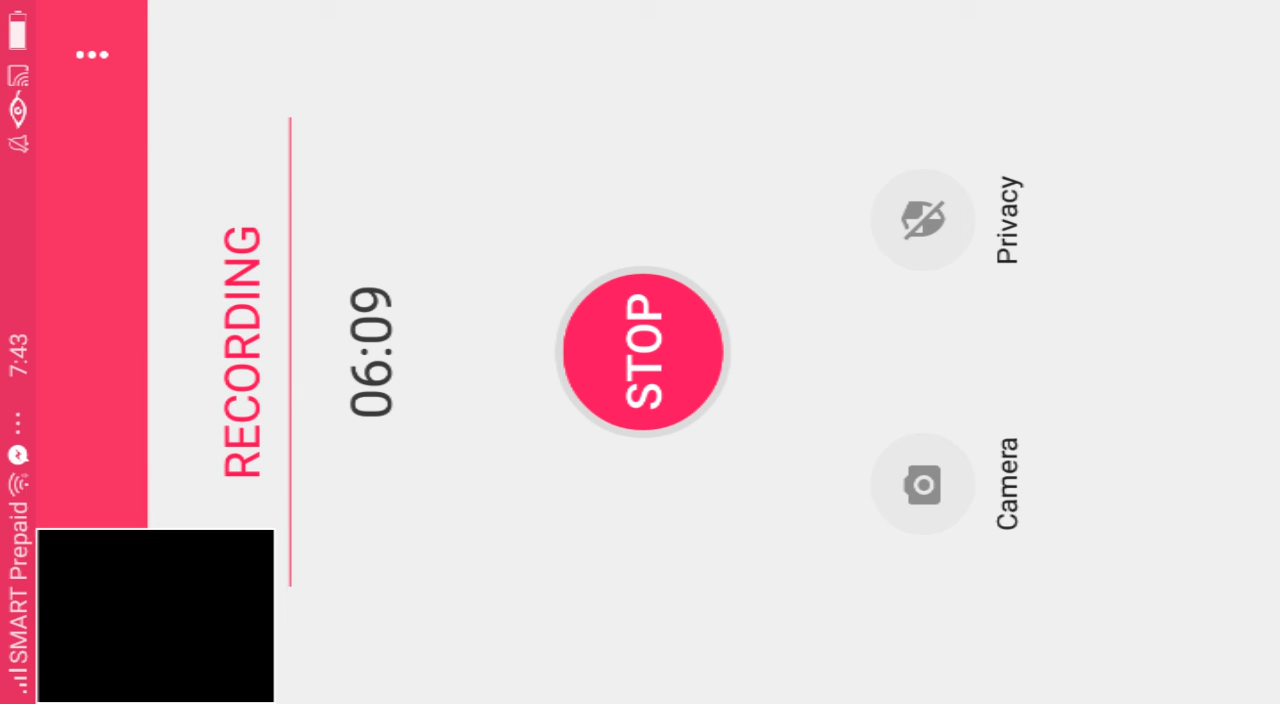 SMART Prepaid ... 7:43
RECORDING
06:09
STOP
Camera Privacy